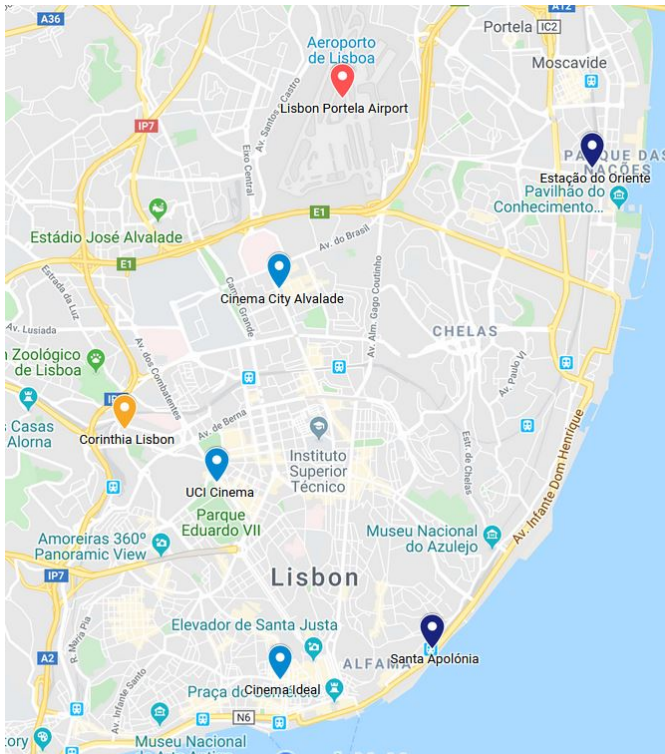 A36
A12
Portela
IC2
Aeroporto
de Lisboa
Moscavide
Lisbon Portela Airport
Av. Santos e Castro
IP7
Eixo Central
PARQUE DAS
NAÇÕES
Estação do Oriente
Pavilhão do
Conhecimento...
E1
Estádio José Alvalade
Av. do Brasil
E1
Estrada da Luz
Cinema City Alvalade
Campo Grande
Av. Alm. Gago Coutinho
Av. Lusíada
CHELAS
Av. dos Combatentes
Zoológico
de Lisboa
Av. Paulo VI
Casas
Alorna
Corinthia Lisbon
Av. de Berna
Instituto
Superior
Técnico
Estr. de Chelas
Av. Infante Dom Henrique
UCI Cinema
Parque
Eduardo VII
Museu Nacional
do Azulejo
Amoreiras 360º
Panoramic View
IP7
Lisbon
R. Maria Pia
Elevador de Santa Justa
A2
ALFAMA
Santa Apolónia
Cinema Ideal
Av. Infante Santo
N6
Museu Nacional